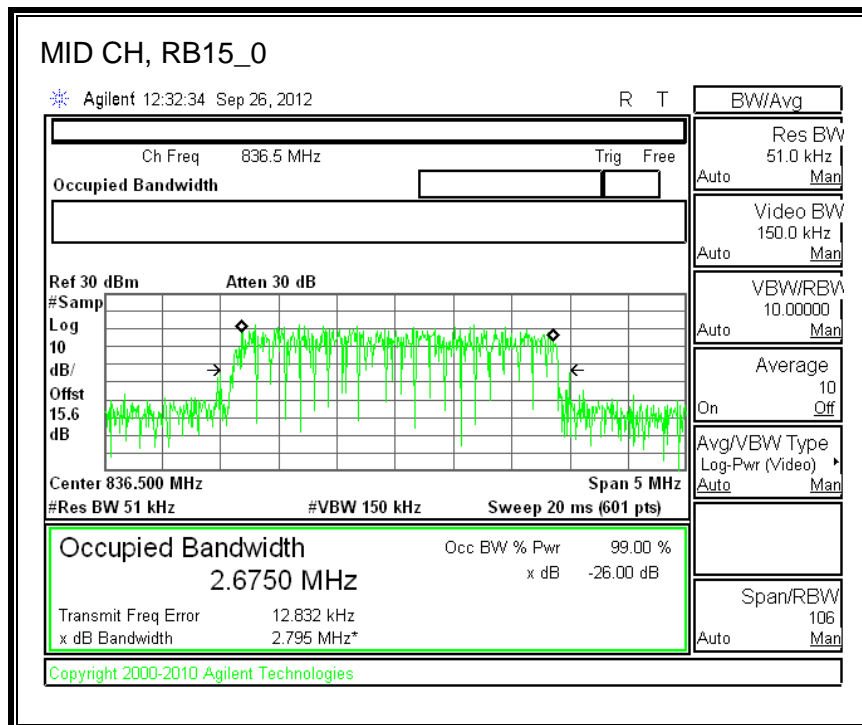 MID CH, RB15_0
Agilent 12:32:34 Sep 26, 2012 R T
Ch Freq 836.5 MHz Trig Free
Occupied Bandwidth
Ref 30 dBm Atten 30 dB
#Samp
Log
10
dB/
Offst
15.6
dB
Center 836.500 MHz Span 5 MHz
#Res BW 51 kHz #VBW 150 kHz Sweep 20 ms (601 pts)
Occupied Bandwidth Occ BW % Pwr 99.00 %
2.6750 MHz x dB -26.00 dB
Transmit Freq Error 12.832 kHz
x dB Bandwidth 2.795 MHz*
Copyright 2000-2010 Agilent Technologies
BW/Avg
Res BW
51.0 kHz
Auto Man
Video BW
150.0 kHz
Auto Man
VBW/RBW
10.00000
Auto Man
Average
10
On Off
Avg/VBW Type
Log-Pwr (Video)
Auto Man
Span/RBW
106
Auto Man